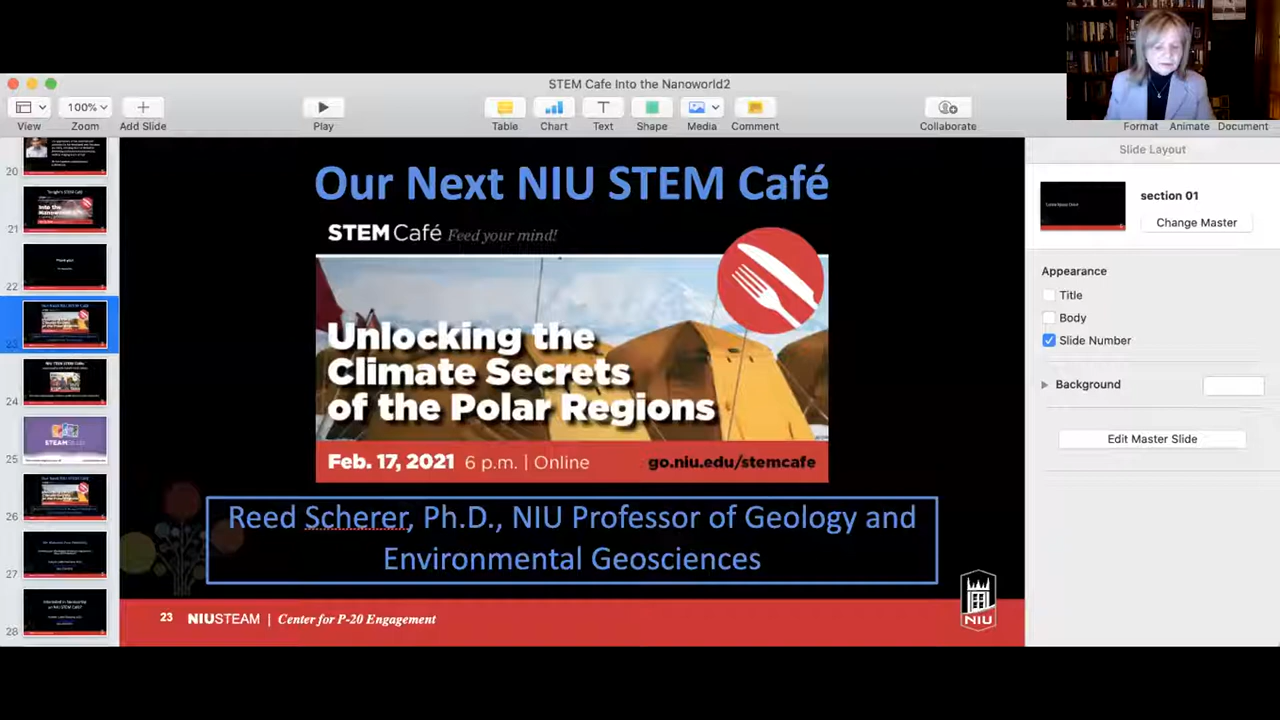 STEM Cafe Into the Nanoworld2
View
100%
Zoom
Add Slide
Play
Table
Chart
Text
Shape
Media
Comment
Collaborate
Format
Animate
Document
20
21
22
23
24
25
26
27
28
Our Next NIU STEM Café
STEM Café Feed your mind!
Unlocking the
Climate Secrets
of the Polar Regions
Feb. 17, 2021 6 p.m. | Online go.niu.edu/stemcafe
Reed Scherer, Ph.D., NIU Professor of Geology and
Environmental Geosciences
23 NIUSTEAM | Center for P-20 Engagement
NIU
Slide Layout
section 01
Change Master
Appearance
Title
Body
Slide Number
Background
Edit Master Slide